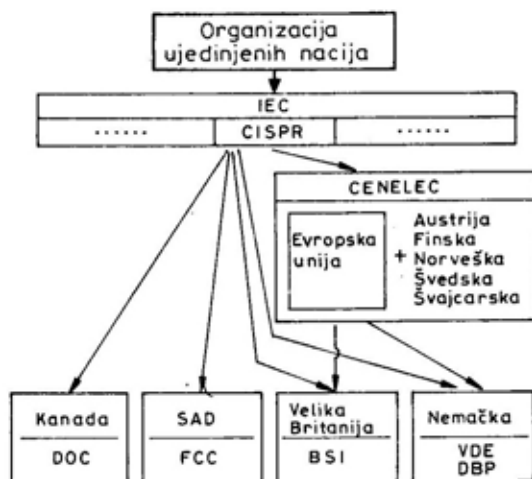 Organizacija
ujedinjenih nacija
IEC
...... CISPR ......
CENELEC
Evropska
unija
+
Austrija
Finska
Norveška
Švedska
Švajcarska
Kanada
DOC
SAD
FCC
Velika
Britanija
BSI
Nemačka
VDE
DBP